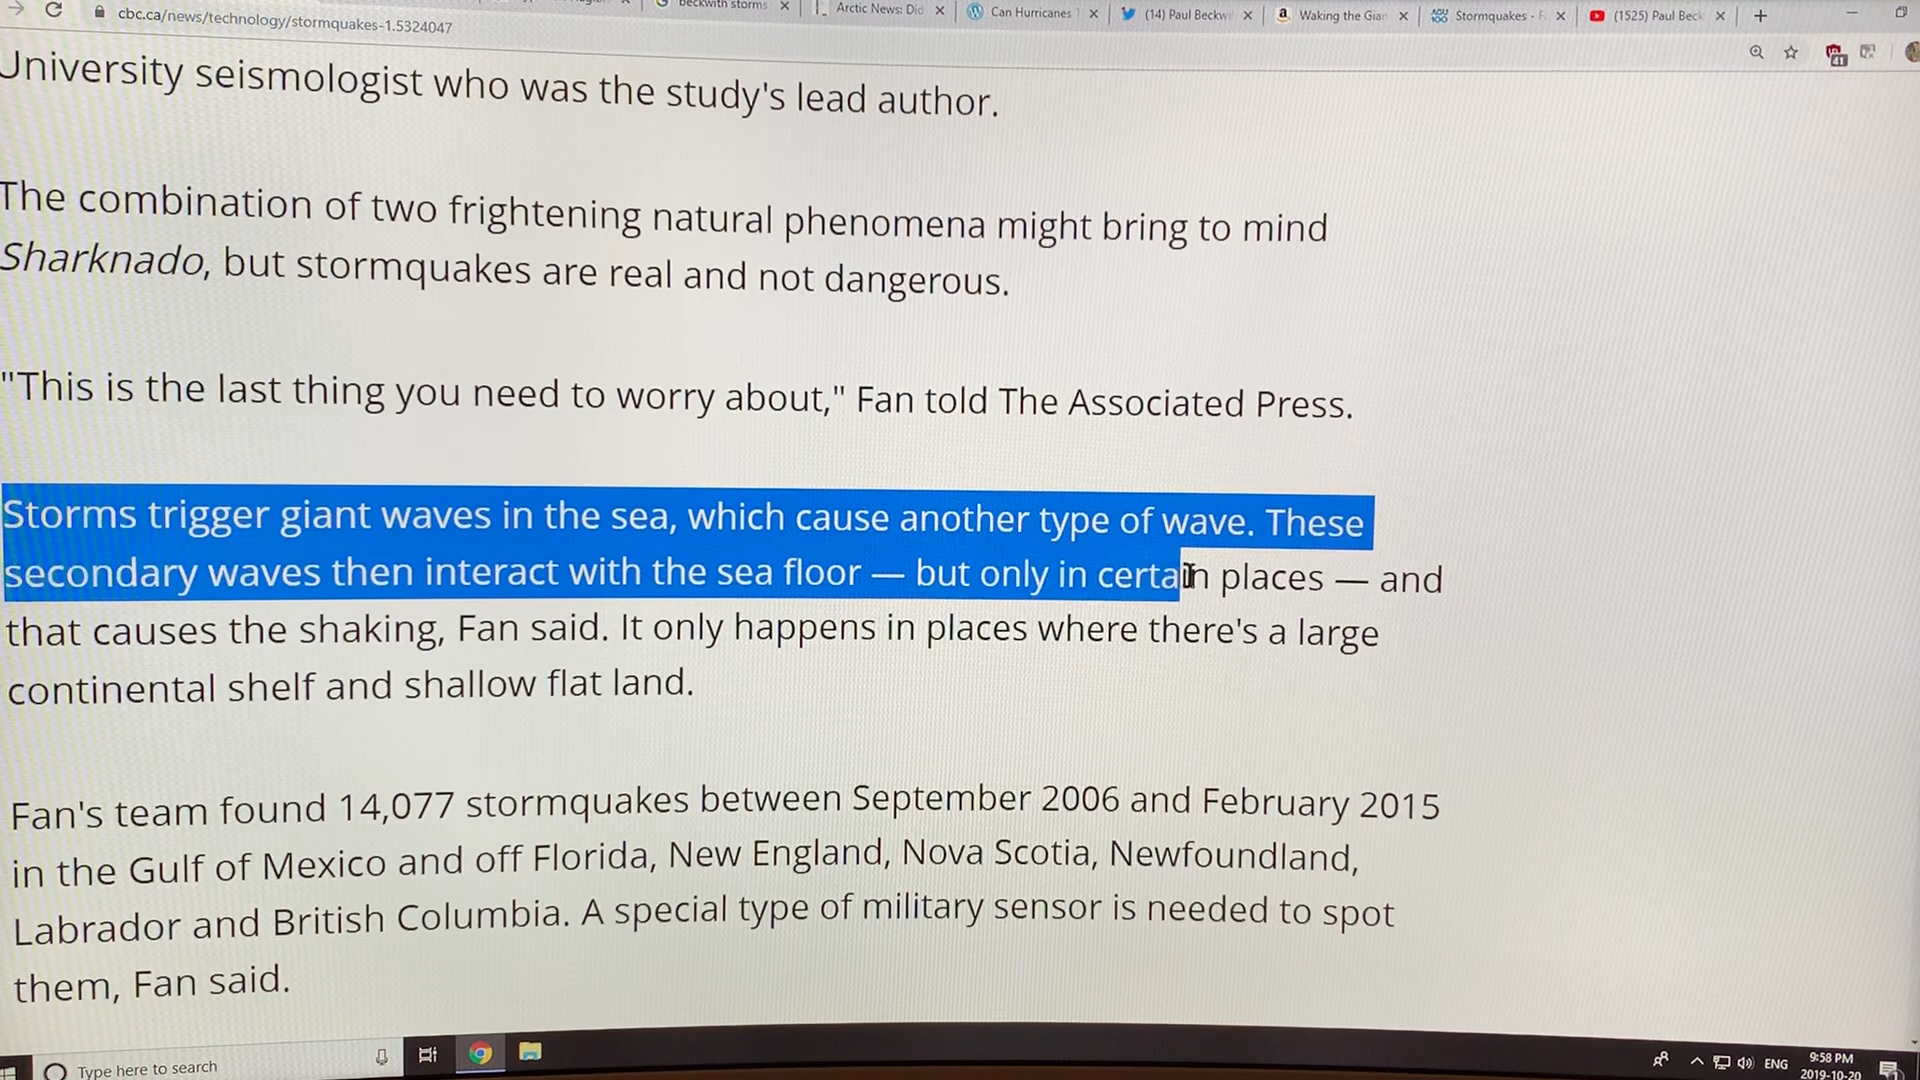 cbc.ca/news/technology/stormquakes-1.5324047
beckwith storms
Arctic News: Did
Can Hurricanes
(14) Paul Beckwi
Waking the Gian
Stormquakes -
(1525) Paul Beck
41
University seismologist who was the study's lead author.
The combination of two frightening natural phenomena might bring to mind
Sharknado, but stormquakes are real and not dangerous.
"This is the last thing you need to worry about," Fan told The Associated Press.
Storms trigger giant waves in the sea, which cause another type of wave. These
secondary waves then interact with the sea floor — but only in certain places — and
that causes the shaking, Fan said. It only happens in places where there's a large
continental shelf and shallow flat land.
Fan's team found 14,077 stormquakes between September 2006 and February 2015
in the Gulf of Mexico and off Florida, New England, Nova Scotia, Newfoundland,
Labrador and British Columbia. A special type of military sensor is needed to spot
them, Fan said.
Type here to search
ENG
9:58 PM
2019-10-20